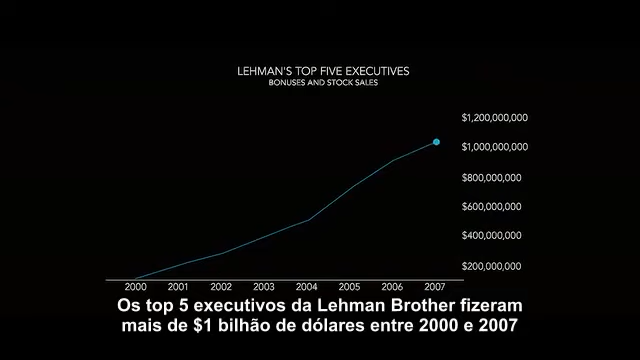 LEHMAN'S TOP FIVE EXECUTIVES
BONUSES AND STOCK SALES
$1,200,000,000
$1,000,000,000
$800,000,000
$600,000,000
$400,000,000
$200,000,000
2000 2001 2002 2003 2004 2005 2006 2007
Os top 5 executivos da Lehman Brother fizeram
mais de $1 bilhão de dólares entre 2000 e 2007